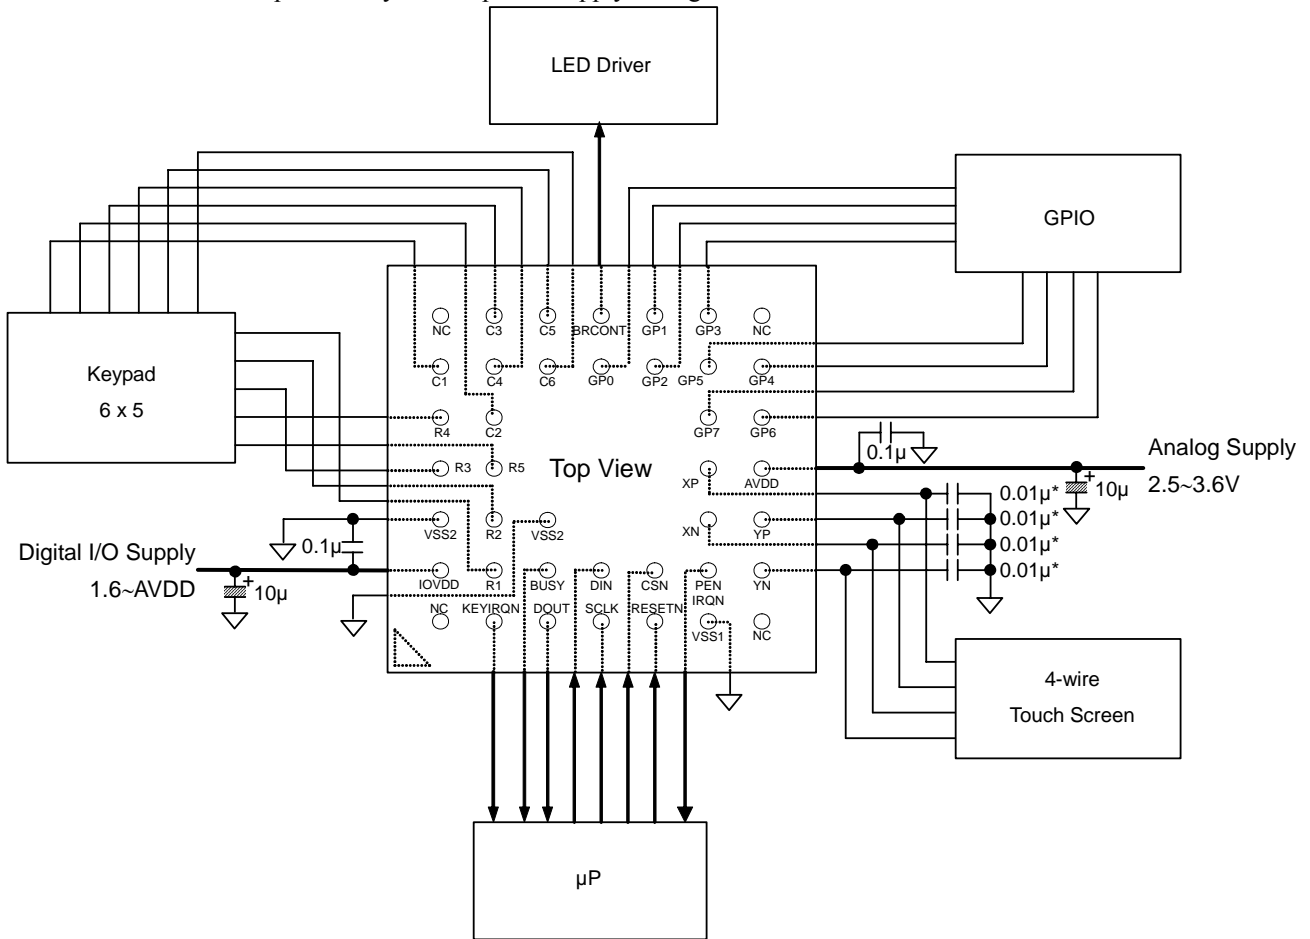 LED Driver
GPIO
Keypad
6 x 5
NC C3 C5 BRCONT GP1 GP3 NC
C1 C4 C6 GP0 GP2 GP5 GP4
R4 C2 GP7 GP6
R3 R5 Top View XP AVDD
VSS2 R2 VSS2 XN YP
IOVDD R1 BUSY DIN CSN PEN IRQN YN
NC KEYIRQN DOUT SCLK RESETN VSS1 NC
0.1µ
Analog Supply
2.5~3.6V
+
10µ
0.01µ*
0.01µ*
0.01µ*
0.01µ*
Digital I/O Supply
1.6~AVDD
0.1µ
+
10µ
4-wire
Touch Screen
µP